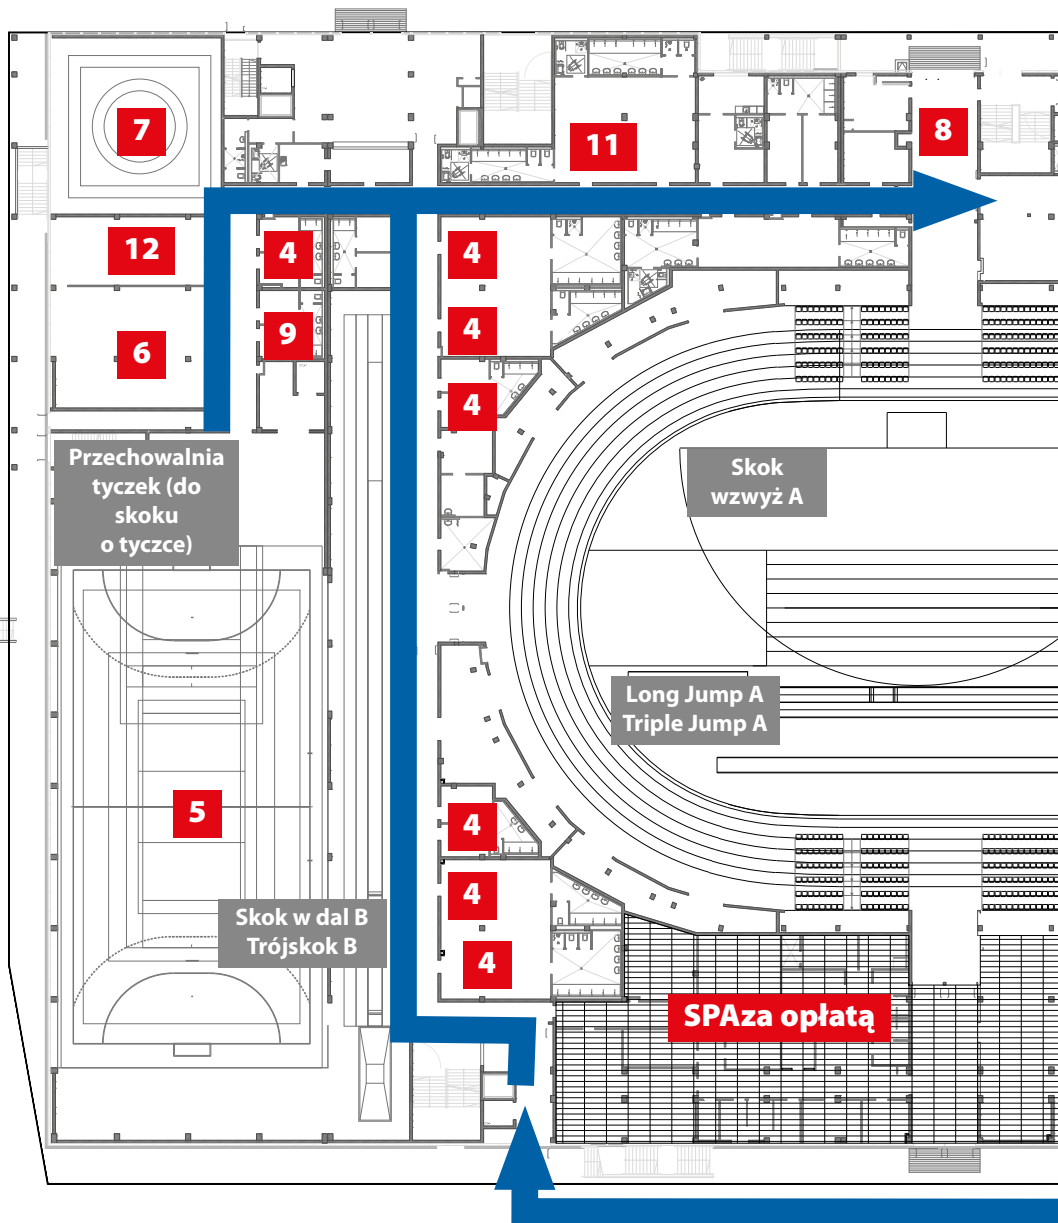 7
11
8
12
4
4
9
4
6
4
Przechowalnia
tyczek (do
skoku
o tyczce)
Skok
wzwyż A
Long Jump A
Triple Jump A
5
4
4
Skok w dal B
Trójskok B
4
SPAza opłatą